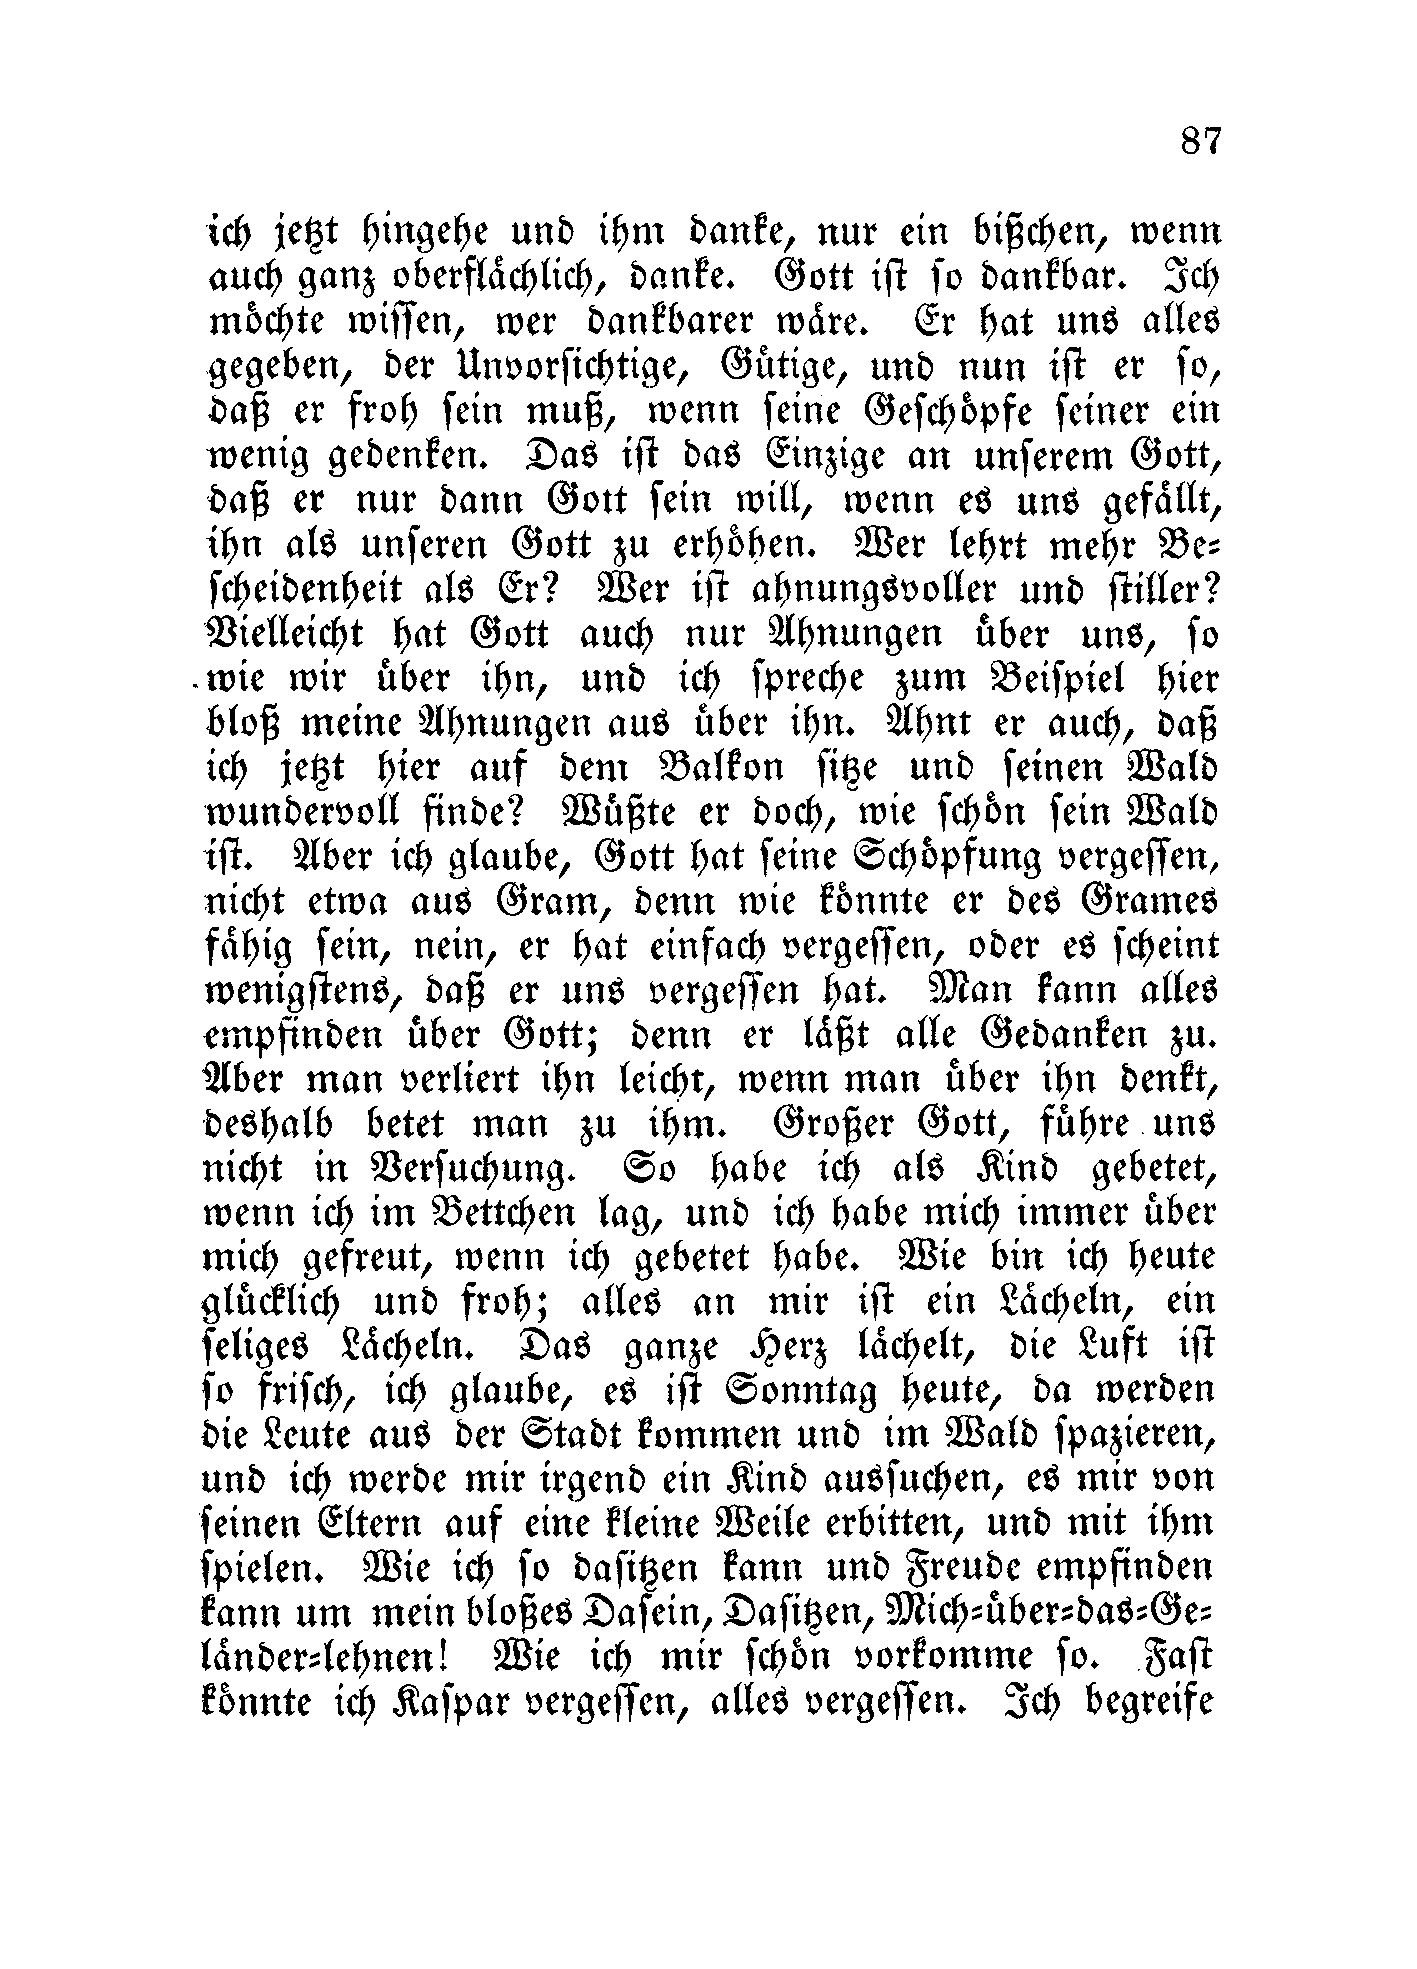 87
ich jetzt hingehe und ihm danke, nur ein bißchen, wenn
auch ganz oberflächlich, danke. Gott ist so dankbar. Ich
möchte wissen, wer dankbarer wäre. Er hat uns alles
gegeben, der Unvorsichtige, Gütige, und nun ist er so,
daß er froh sein muß, wenn seine Geschöpfe seiner ein
wenig gedenken. Das ist das Einzige an unserem Gott,
daß er nur dann Gott sein will, wenn es uns gefällt,
ihn als unseren Gott zu erhöhen. Wer lehrt mehr Be-
scheidenheit als Er? Wer ist ahnungsvoller und stiller?
Vielleicht hat Gott auch nur Ahnungen über uns, so
wie wir über ihn, und ich spreche zum Beispiel hier
bloß meine Ahnungen aus über ihn. Ahnt er auch, daß
ich jetzt hier auf dem Balkon sitze und seinen Wald
wundervoll finde? Wüßte er doch, wie schön sein Wald
ist. Aber ich glaube, Gott hat seine Schöpfung vergessen,
nicht etwa aus Gram, denn wie könnte er des Grames
fähig sein, nein, er hat einfach vergessen, oder es scheint
wenigstens, daß er uns vergessen hat. Man kann alles
empfinden über Gott; denn er läßt alle Gedanken zu.
Aber man verliert ihn leicht, wenn man über ihn denkt,
deshalb betet man zu ihm. Großer Gott, führe uns
nicht in Versuchung. So habe ich als Kind gebetet,
wenn ich im Bettchen lag, und ich habe mich immer über
mich gefreut, wenn ich gebetet habe. Wie bin ich heute
glücklich und froh; alles an mir ist ein Lächeln, ein
seliges Lächeln. Das ganze Herz lächelt, die Luft ist
so frisch, ich glaube, es ist Sonntag heute, da werden
die Leute aus der Stadt kommen und im Wald spazieren,
und ich werde mir irgend ein Kind aussuchen, es mir von
seinen Eltern auf eine kleine Weile erbitten, und mit ihm
spielen. Wie ich so dasitzen kann und Freude empfinden
kann um mein bloßes Dasein, Dasitzen, Mich-über-das-Ge-
länder-lehnen! Wie ich mir schön vorkomme so. Fast
könnte ich Kaspar vergessen, alles vergessen. Ich begreife